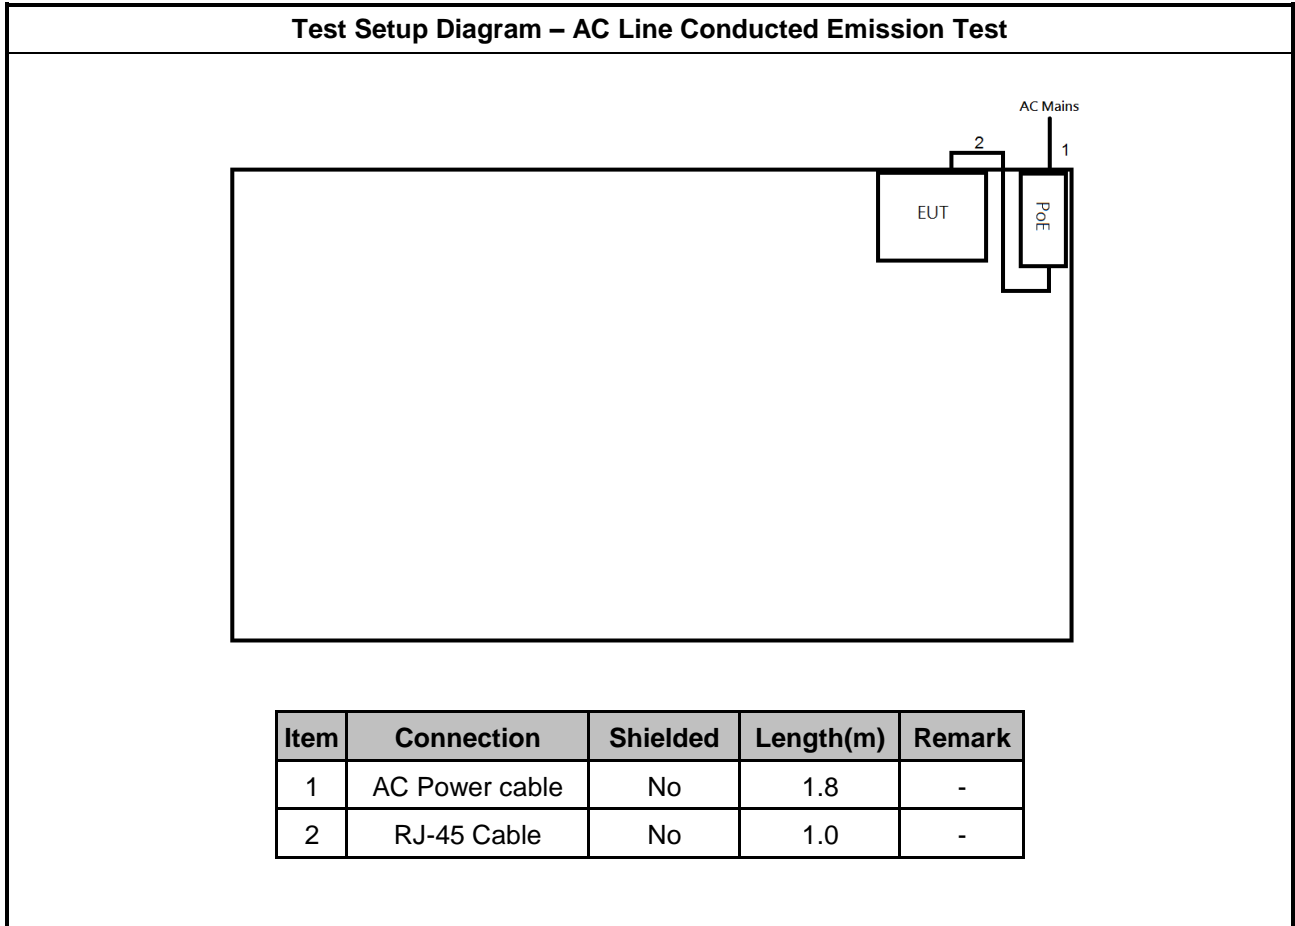 Test Setup Diagram – AC Line Conducted Emission Test
AC Mains
2
1
EUT
PoE
Item Connection Shielded Length(m) Remark
1 AC Power cable No 1.8 -
2 RJ-45 Cable No 1.0 -